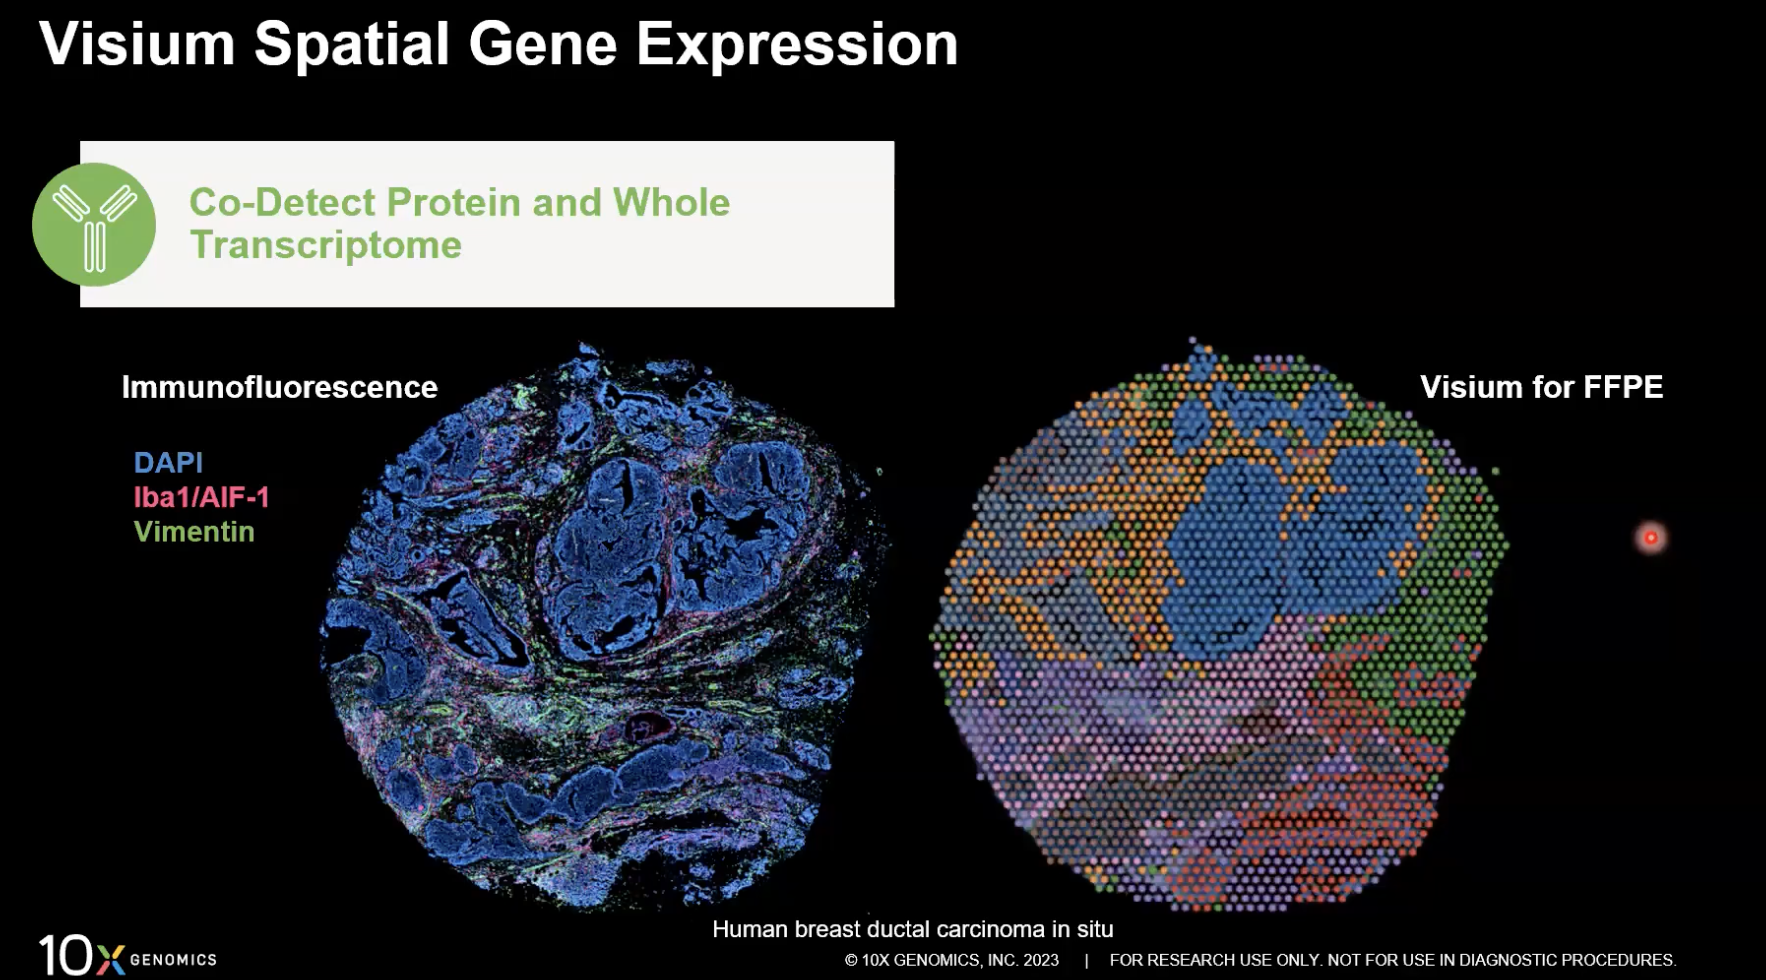 Visium Spatial Gene Expression
Co-Detect Protein and Whole
Transcriptome
Immunofluorescence
DAPI
Iba1/AIF-1
Vimentin
Visium for FFPE
Human breast ductal carcinoma in situ
10X GENOMICS
© 10X GENOMICS, INC. 2023 | FOR RESEARCH USE ONLY. NOT FOR USE IN DIAGNOSTIC PROCEDURES.